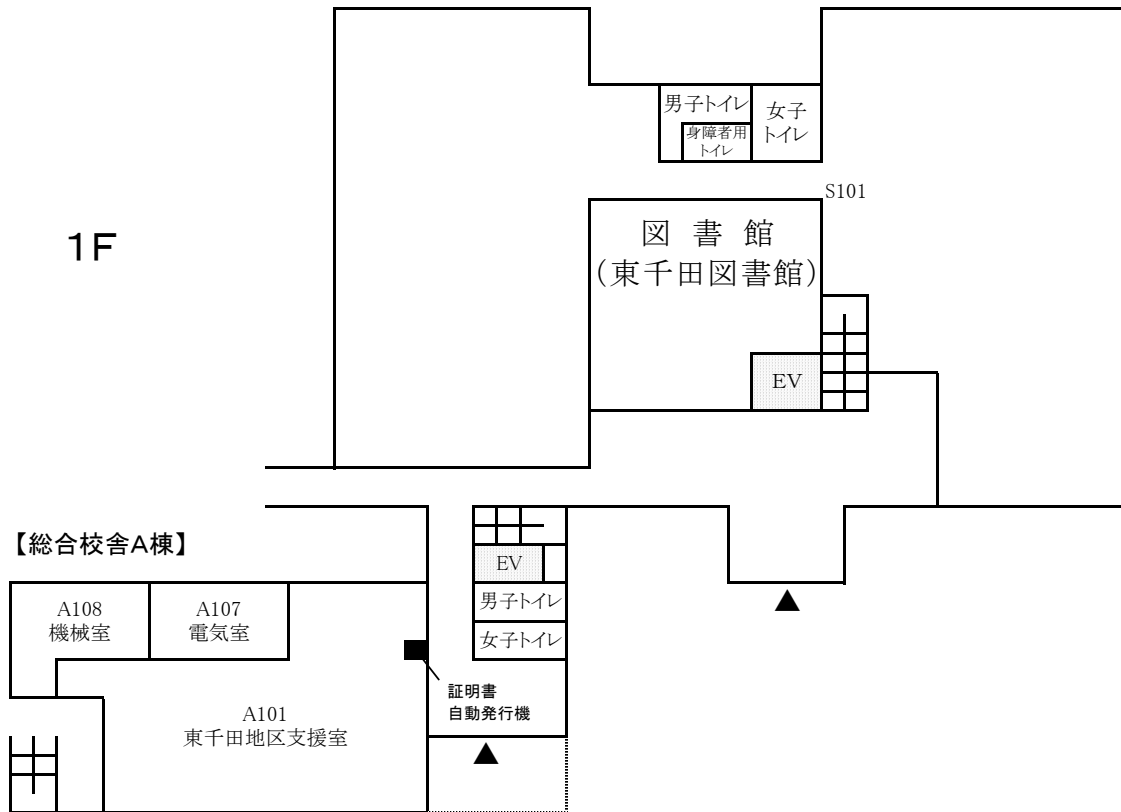 男子トイレ
身障者用
トイレ
女子
トイレ
S101
1F
図 書 館
(東千田図書館)
EV
【総合校舎A棟】
EV
A108
機械室
A107
電気室
男子トイレ
女子トイレ
証明書
自動発行機
A101
東千田地区支援室